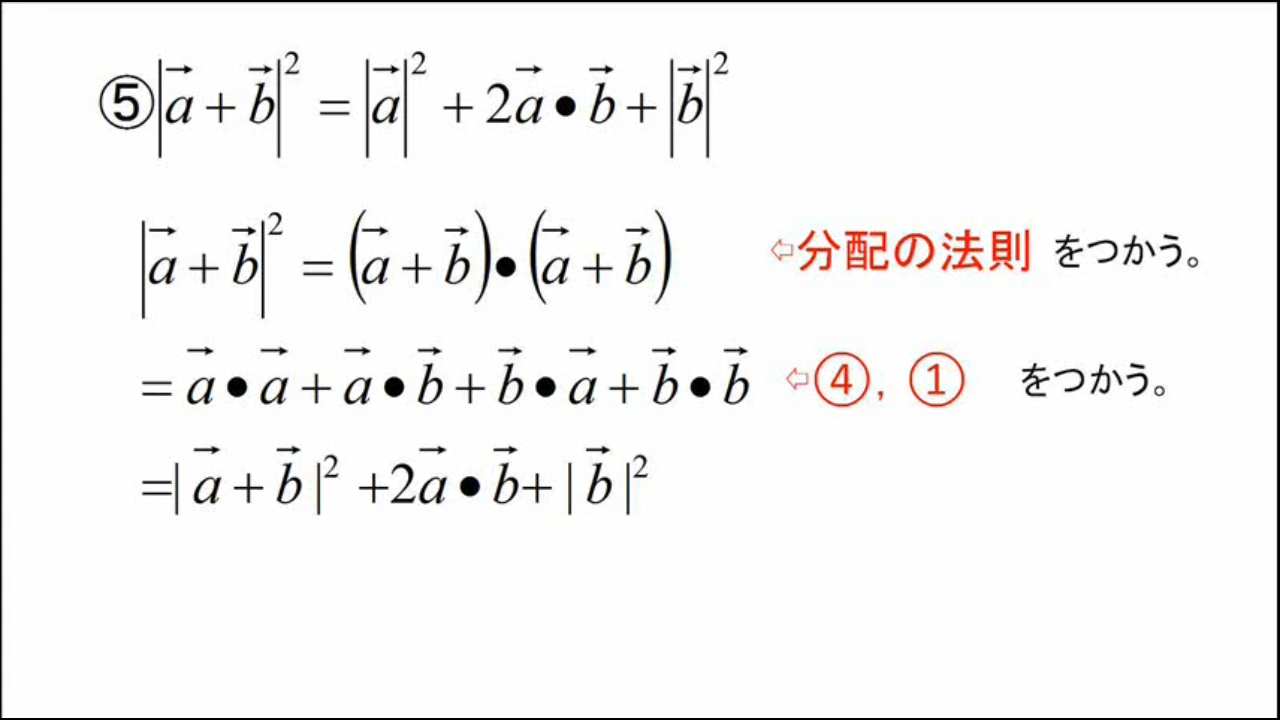 ⑤|a⃗ + b⃗|² = |a⃗|² + 2a⃗•b⃗ + |b⃗|²
|a⃗ + b⃗|² = (a⃗ + b⃗)•(a⃗ + b⃗) ⇦分配の法則 をつかう。
= a⃗•a⃗ + a⃗•b⃗ + b⃗•a⃗ + b⃗•b⃗ ⇦④, ① をつかう。
=| a⃗ + b⃗ |² +2a⃗•b⃗+ | b⃗ |²